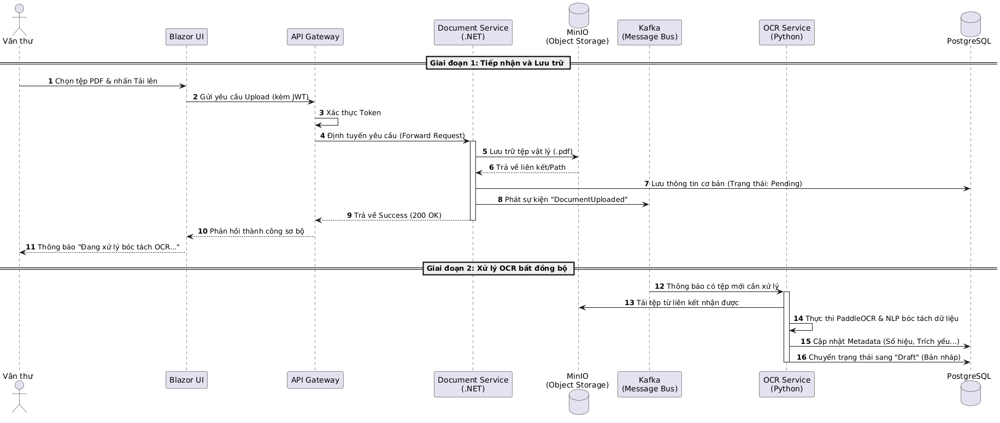 Văn thư
Blazor UI
API Gateway
Document Service
(.NET)
MinIO
(Object Storage)
Kafka
(Message Bus)
OCR Service
(Python)
PostgreSQL
Giai đoạn 1: Tiếp nhận và Lưu trữ
1 Chọn tệp PDF & nhấn Tải lên
2 Gửi yêu cầu Upload (kèm JWT)
3 Xác thực Token
4 Định tuyến yêu cầu (Forward Request)
5 Lưu trữ tệp vật lý (.pdf)
6 Trả về liên kết/Path
7 Lưu thông tin cơ bản (Trạng thái: Pending)
8 Phát sự kiện "DocumentUploaded"
9 Trả về Success (200 OK)
10 Phản hồi thành công sơ bộ
11 Thông báo "Đang xử lý bóc tách OCR..."
Giai đoạn 2: Xử lý OCR bất đồng bộ
12 Thông báo có tệp mới cần xử lý
13 Tải tệp từ liên kết nhận được
14 Thực thi PaddleOCR & NLP bóc tách dữ liệu
15 Cập nhật Metadata (Số hiệu, Trích yếu...)
16 Chuyển trạng thái sang "Draft" (Bản nháp)
Văn thư
Blazor UI
API Gateway
Document Service
(.NET)
MinIO
(Object Storage)
Kafka
(Message Bus)
OCR Service
(Python)
PostgreSQL